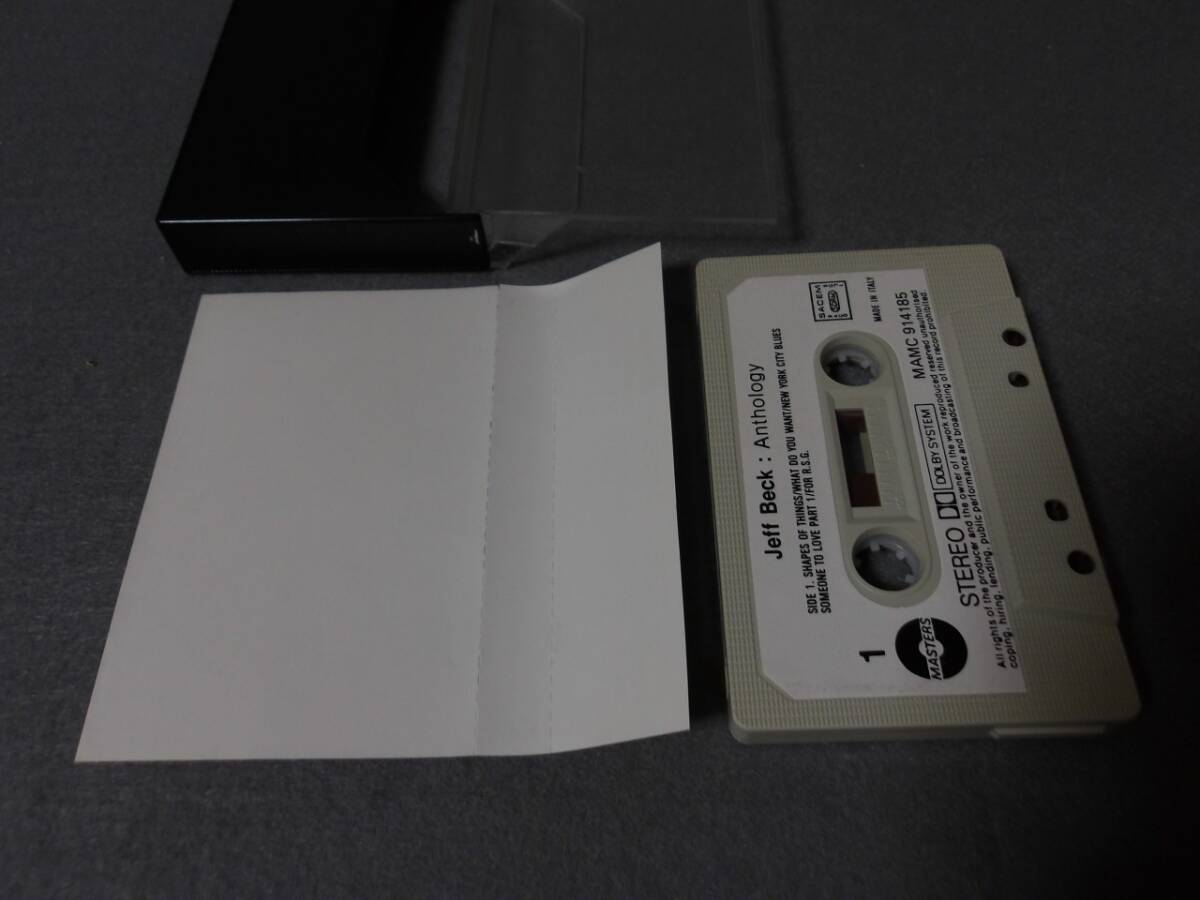 Jeff Beck : Anthology
SIDE 1. SHAPES OF THINGS/WHAT DO YOU WANT/NEW YORK CITY BLUES
SOMEONE TO LOVE PART 1/FOR R.S.G.
SACEM
MADE IN ITALY
1
MASTERS
STEREO DOLBY SYSTEM MAMC 914185
All rights of the producer and the owner of the work reproduced reserved unauthorised
coping, hiring, lending, public performance and broadcasting of this record prohibited.